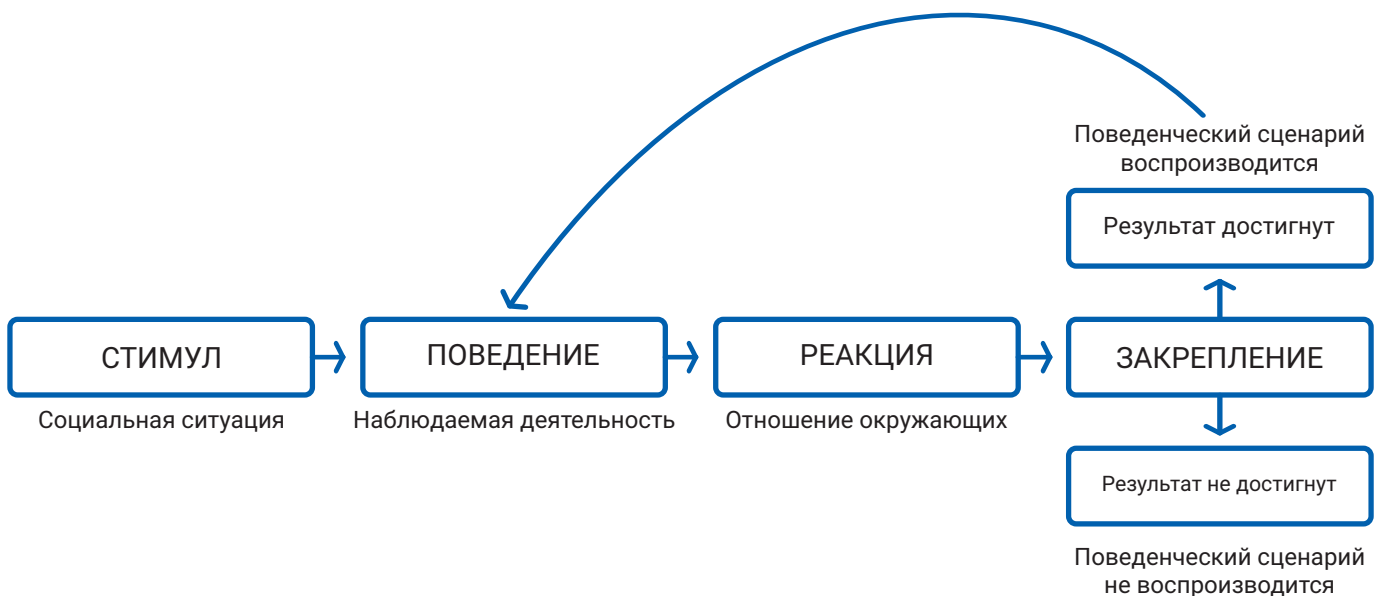 Поведенческий сценарий
воспроизводится
Результат достигнут
СТИМУЛ
ПОВЕДЕНИЕ
РЕАКЦИЯ
ЗАКРЕПЛЕНИЕ
Социальная ситуация
Наблюдаемая деятельность
Отношение окружающих
Результат не достигнут
Поведенческий сценарий
не воспроизводится